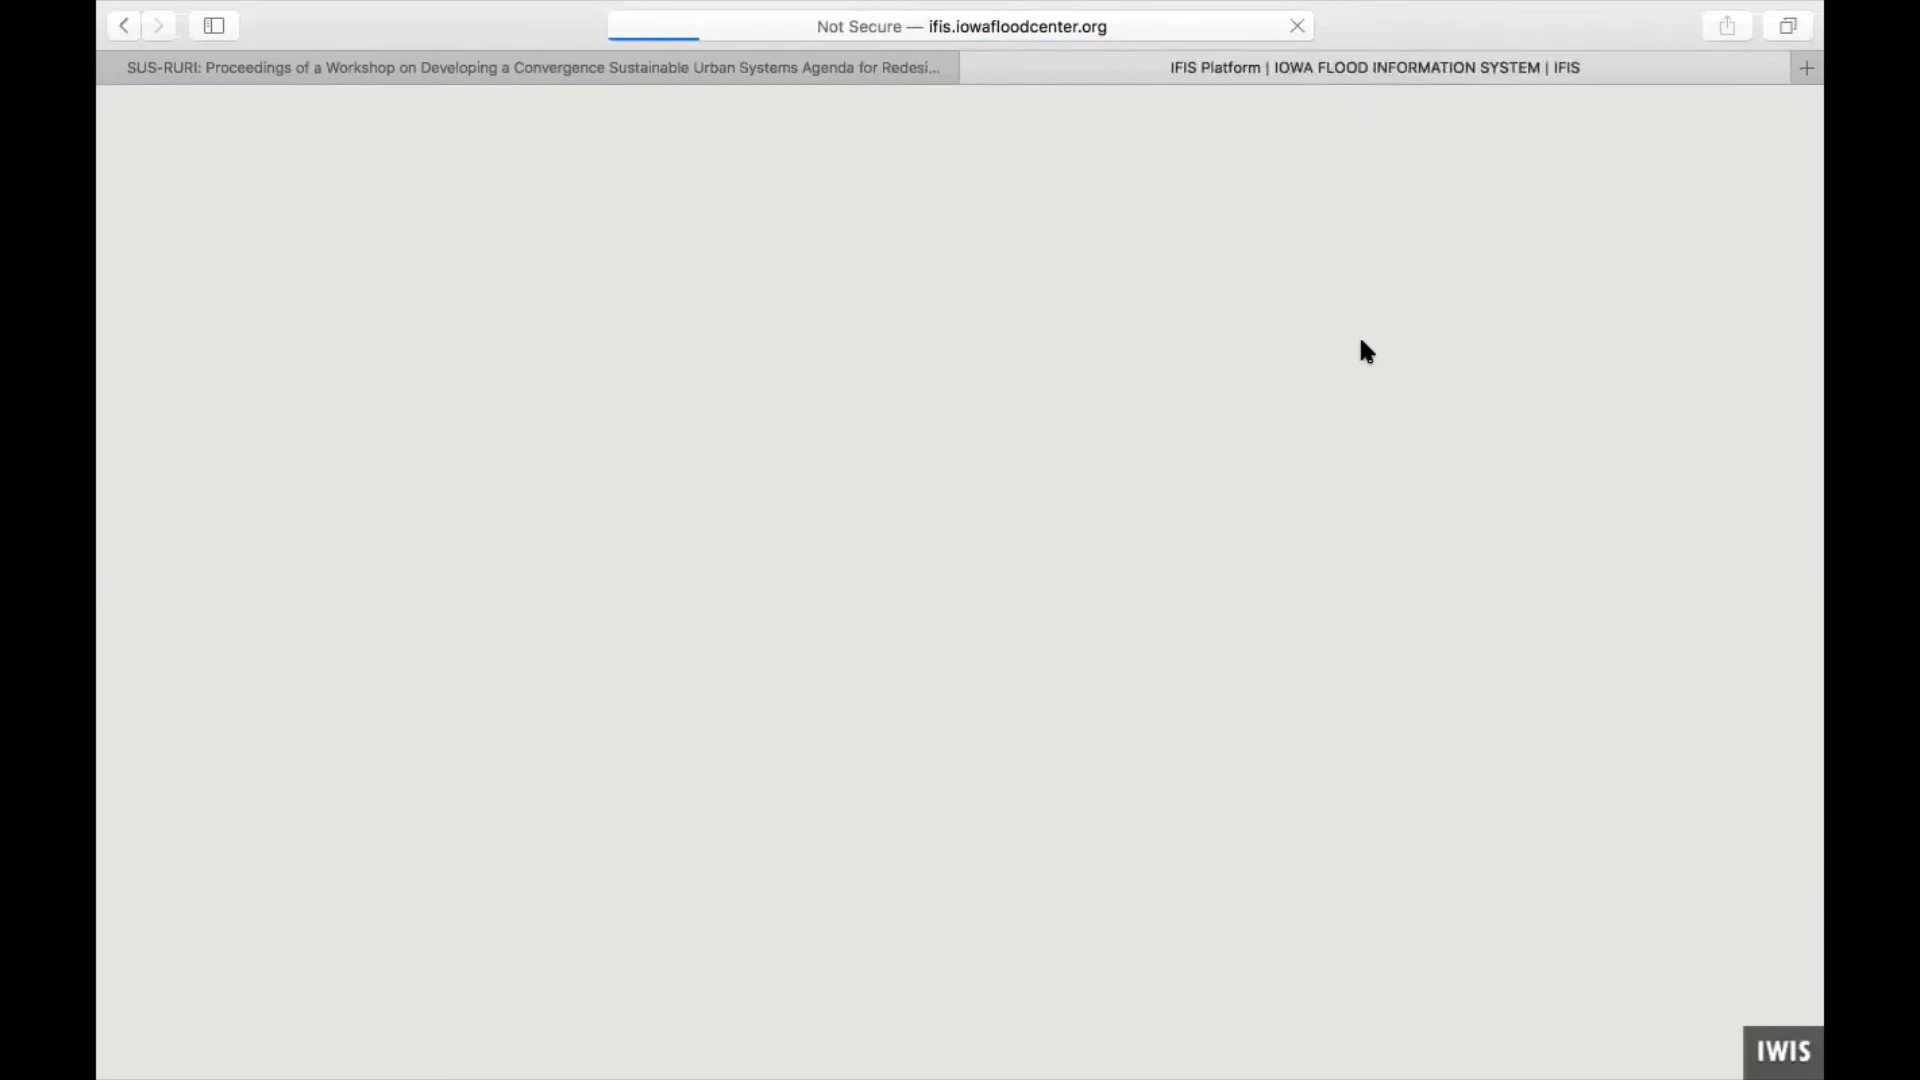 Not Secure — ifis.iowafloodcenter.org
SUS-RURI: Proceedings of a Workshop on Developing a Convergence Sustainable Urban Systems Agenda for Redesi...
IFIS Platform | IOWA FLOOD INFORMATION SYSTEM | IFIS
IWIS